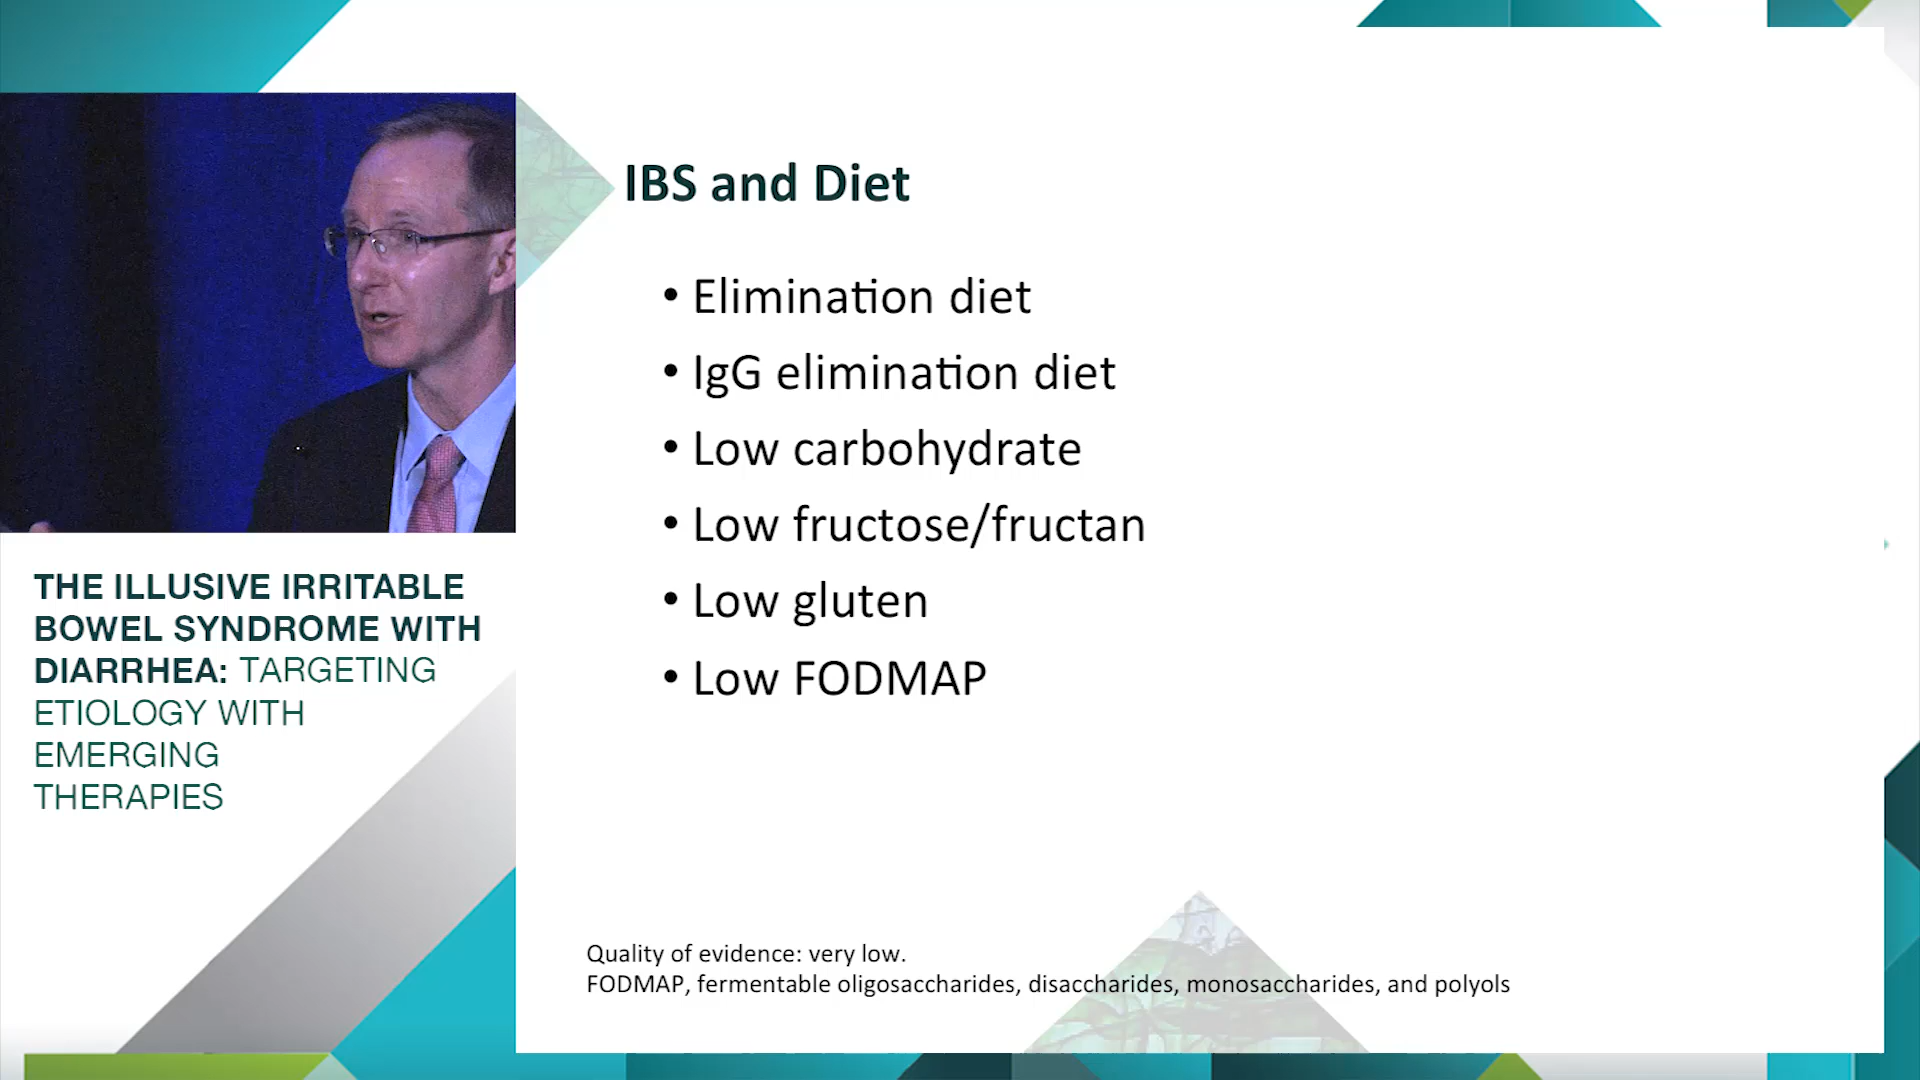 IBS and Diet
• Elimination diet
• IgG elimination diet
• Low carbohydrate
• Low fructose/fructan
• Low gluten
• Low FODMAP
THE ILLUSIVE IRRITABLE
BOWEL SYNDROME WITH
DIARRHEA: TARGETING
ETIOLOGY WITH
EMERGING
THERAPIES
Quality of evidence: very low.
FODMAP, fermentable oligosaccharides, disaccharides, monosaccharides, and polyols